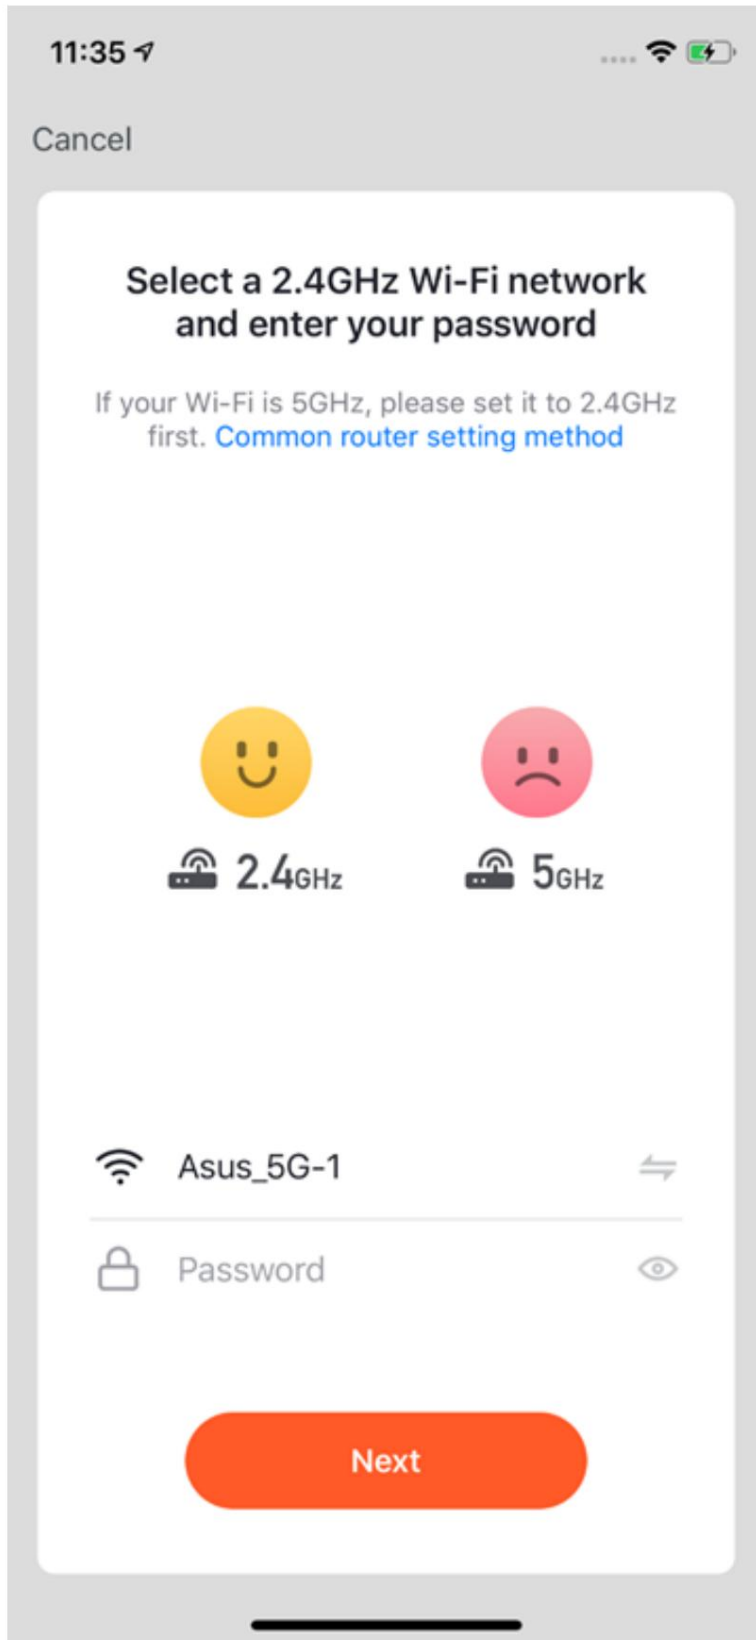 11:35
Cancel
Select a 2.4GHz Wi-Fi network
and enter your password
If your Wi-Fi is 5GHz, please set it to 2.4GHz
first. Common router setting method
2.4GHz 5GHz
Asus_5G-1
Password
Next